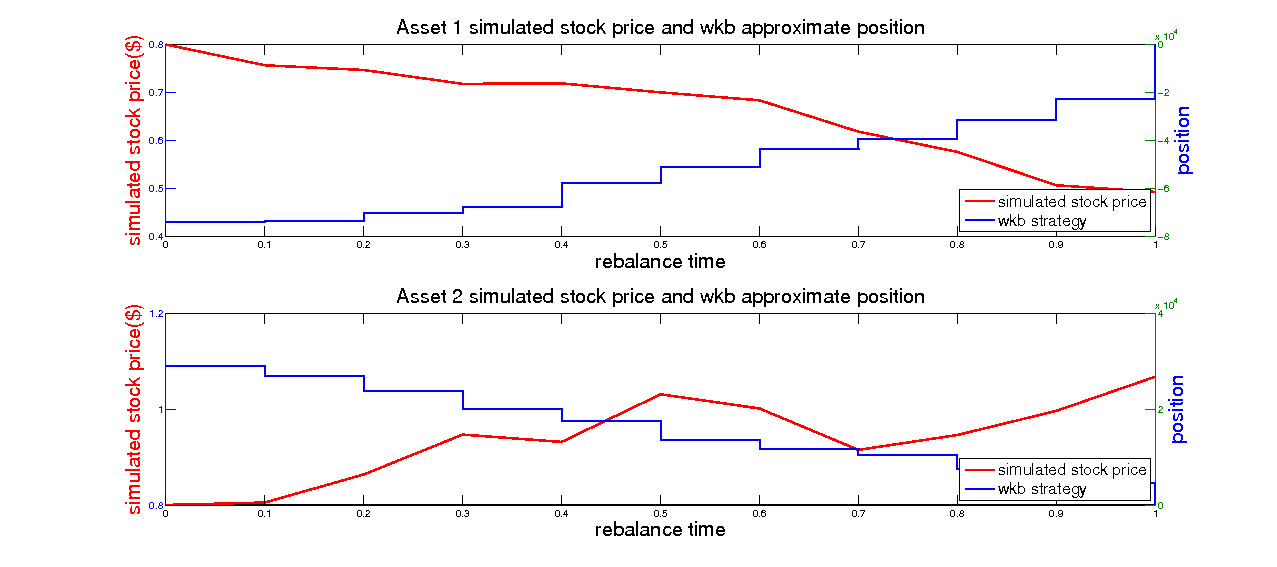 Asset 1 simulated stock price and wkb approximate position
x 10^4
simulated stock price($)
0.8
0.7
0.6
0.5
0.4
0
-2
-4
-6
-8
position
simulated stock price
wkb strategy
0 0.1 0.2 0.3 0.4 0.5 0.6 0.7 0.8 0.9 1
rebalance time
Asset 2 simulated stock price and wkb approximate position
x 10^4
simulated stock price($)
1.2
1
0.8
4
2
0
position
simulated stock price
wkb strategy
0 0.1 0.2 0.3 0.4 0.5 0.6 0.7 0.8 0.9 1
rebalance time